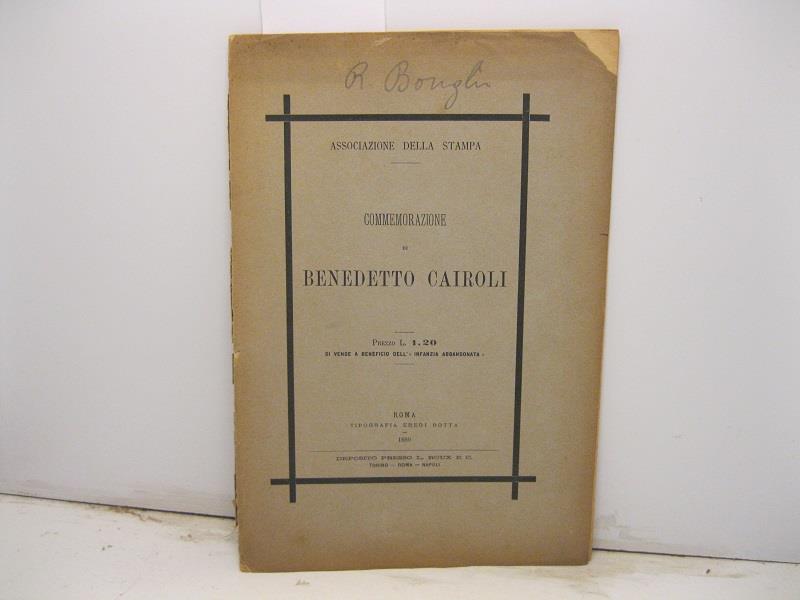 R. Bonghi
ASSOCIAZIONE DELLA STAMPA
COMMEMORAZIONE
DI
BENEDETTO CAIROLI
PREZZO L. 1.20
SI VENDE A BENEFICIO DELL'« INFANZIA ABBANDONATA »
ROMA
TIPOGRAFIA EREDI BOTTA
1889
DEPOSITO PRESSO L. ROUX E C.
TORINO — ROMA — NAPOLI